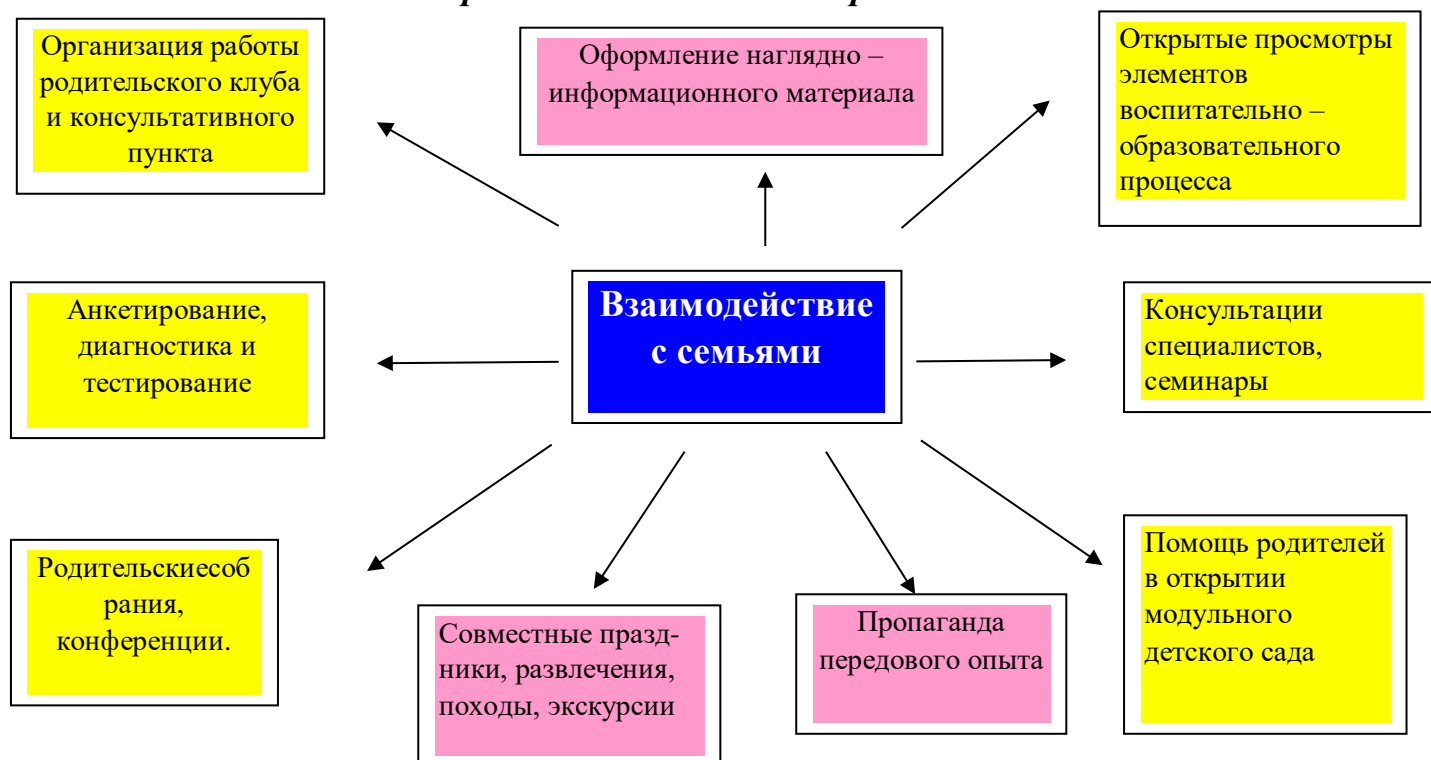 Организация работы
родительского клуба
и консультативного
пункта
Оформление наглядно –
информационного материала
Открытые просмотры
элементов
воспитательно –
образовательного
процесса
Анкетирование,
диагностика и
тестирование
Взаимодействие
с семьями
Консультации
специалистов,
семинары
Родительскиесоб
рания,
конференции.
Совместные празд-
ники, развлечения,
походы, экскурсии
Пропаганда
передового опыта
Помощь родителей
в открытии
модульного
детского сада